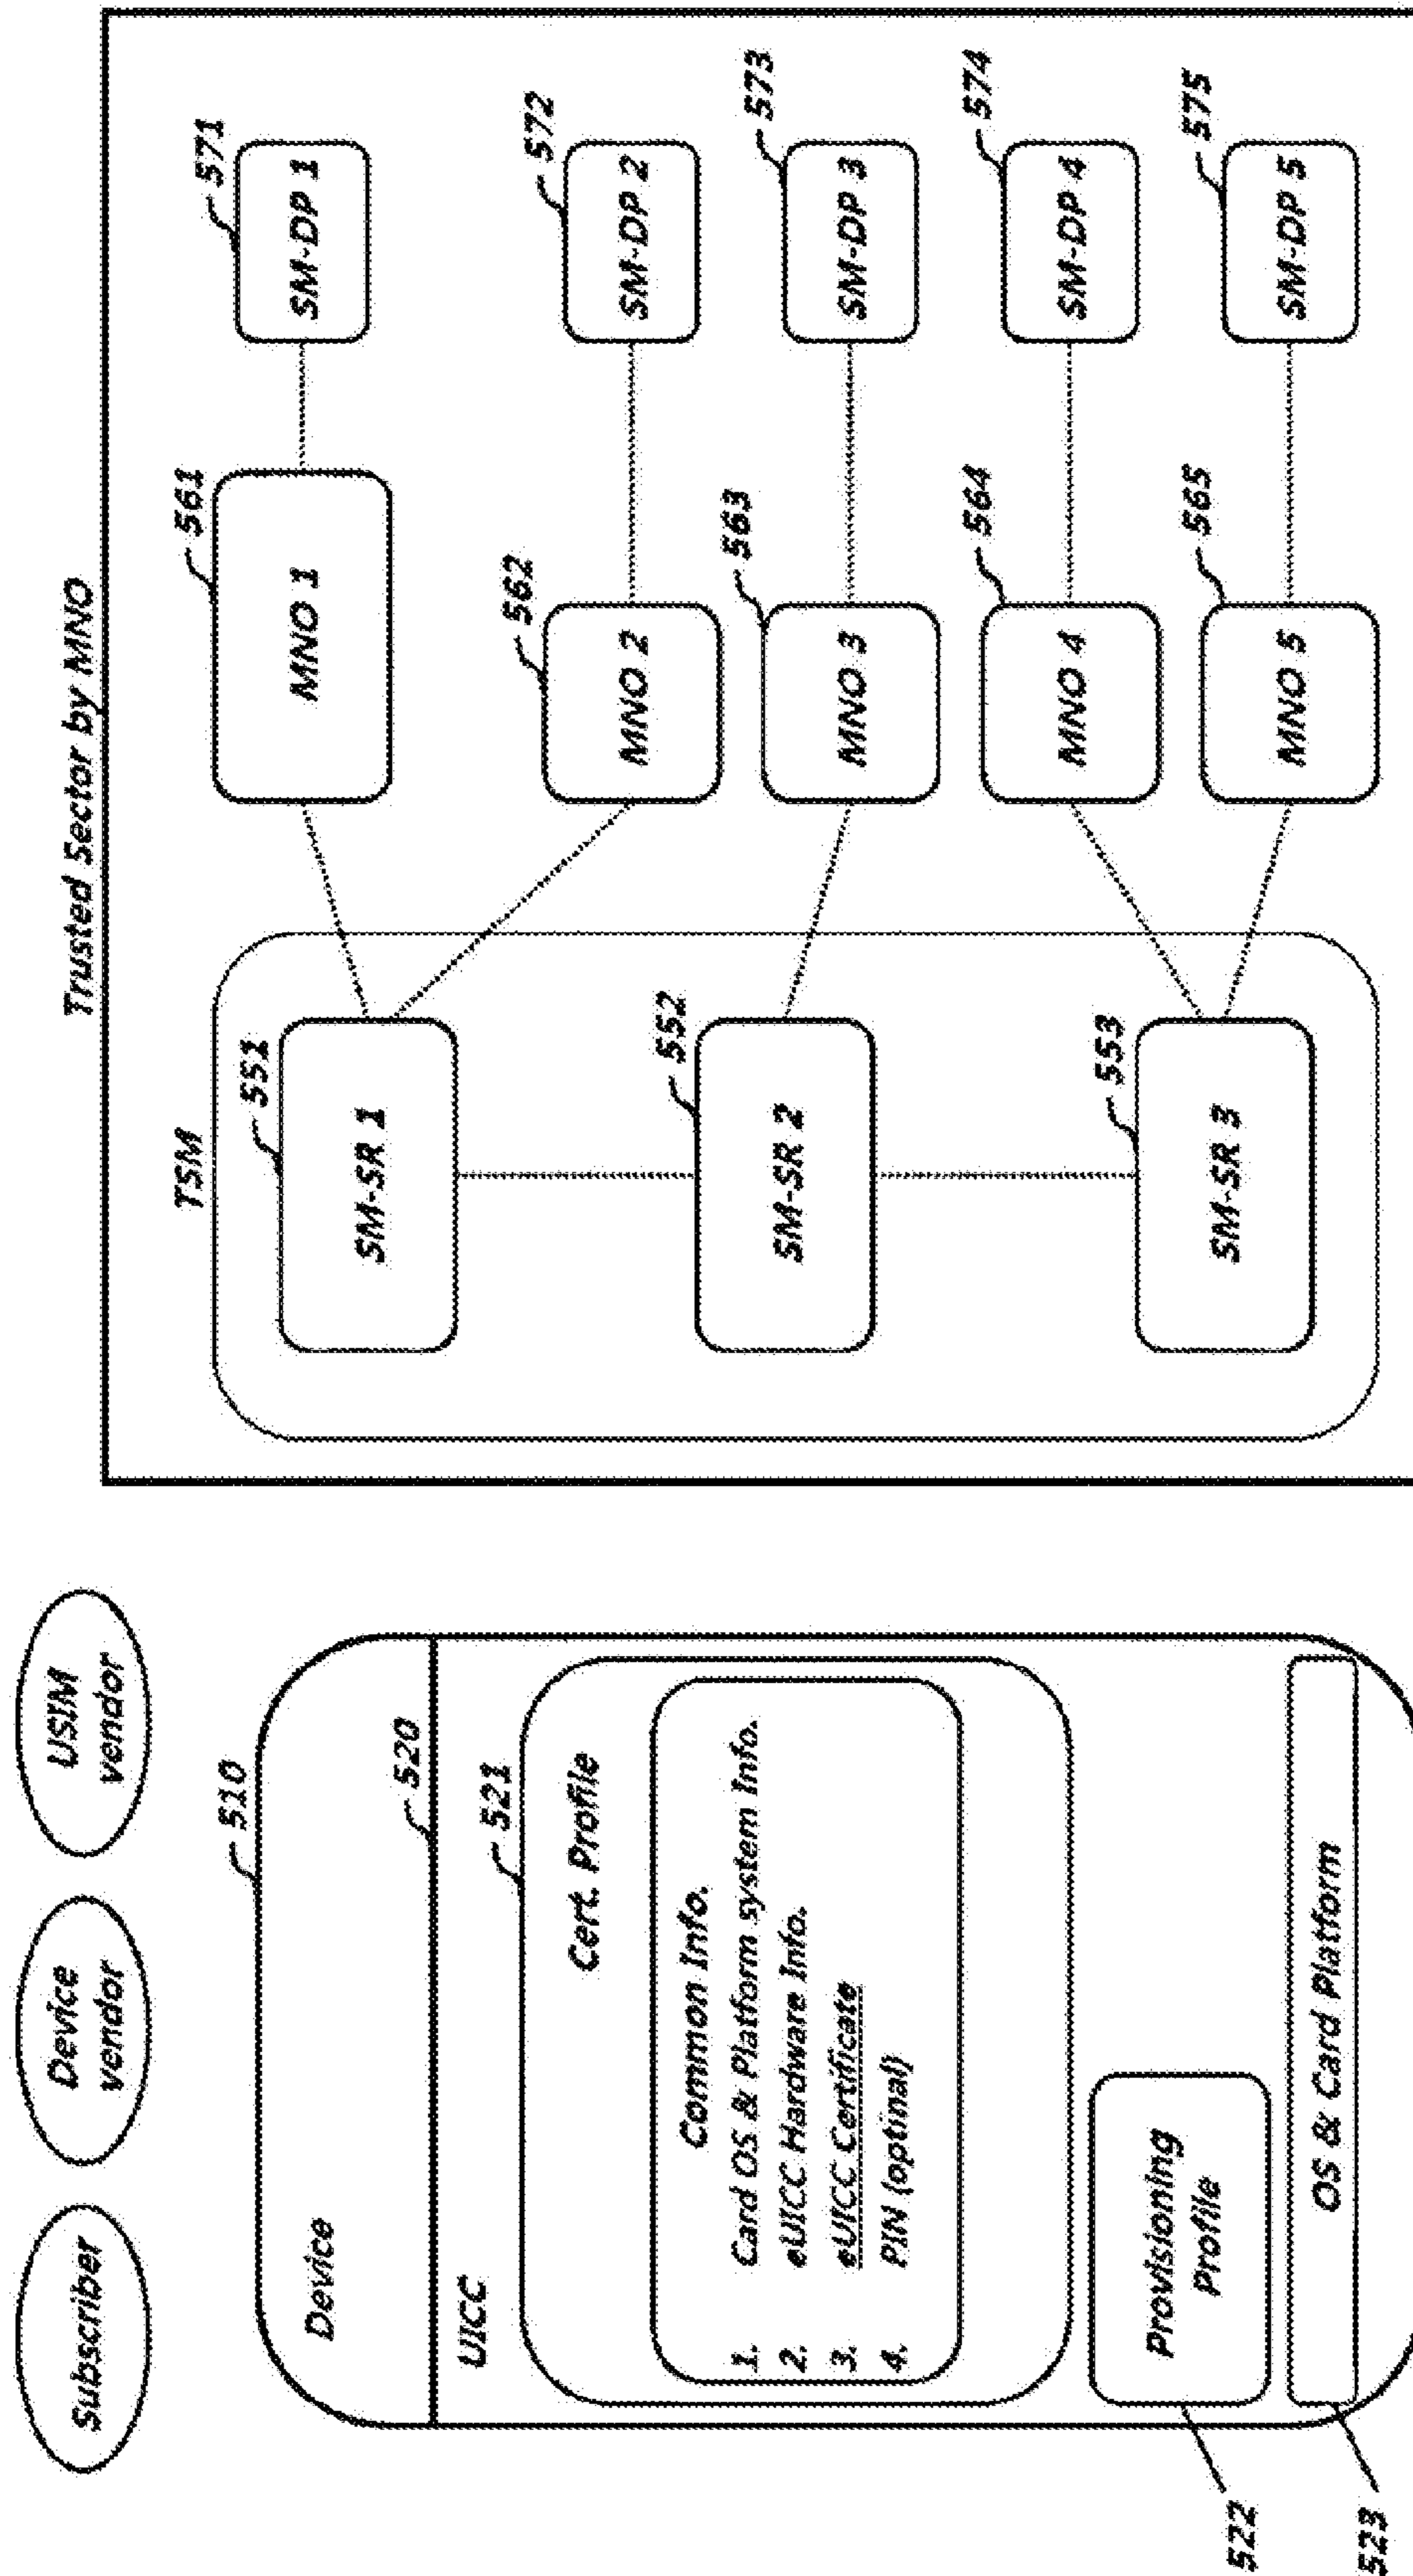 Subscriber
Device
vendor
USIM
vendor
510
Device
520
UICC
521
Cert. Profile
Common Info.
1. Card OS & Platform system Info.
2. eUICC Hardware Info.
3. eUICC Certificate
4. PIN (optinal)
Provisioning
Profile
522
OS & Card Platform
523
Trusted Sector by MNO
TSM
551
SM-SR 1
552
SM-SR 2
553
SM-SR 3
561
MNO 1
562
MNO 2
563
MNO 3
564
MNO 4
565
MNO 5
571
SM-DP 1
572
SM-DP 2
573
SM-DP 3
574
SM-DP 4
575
SM-DP 5